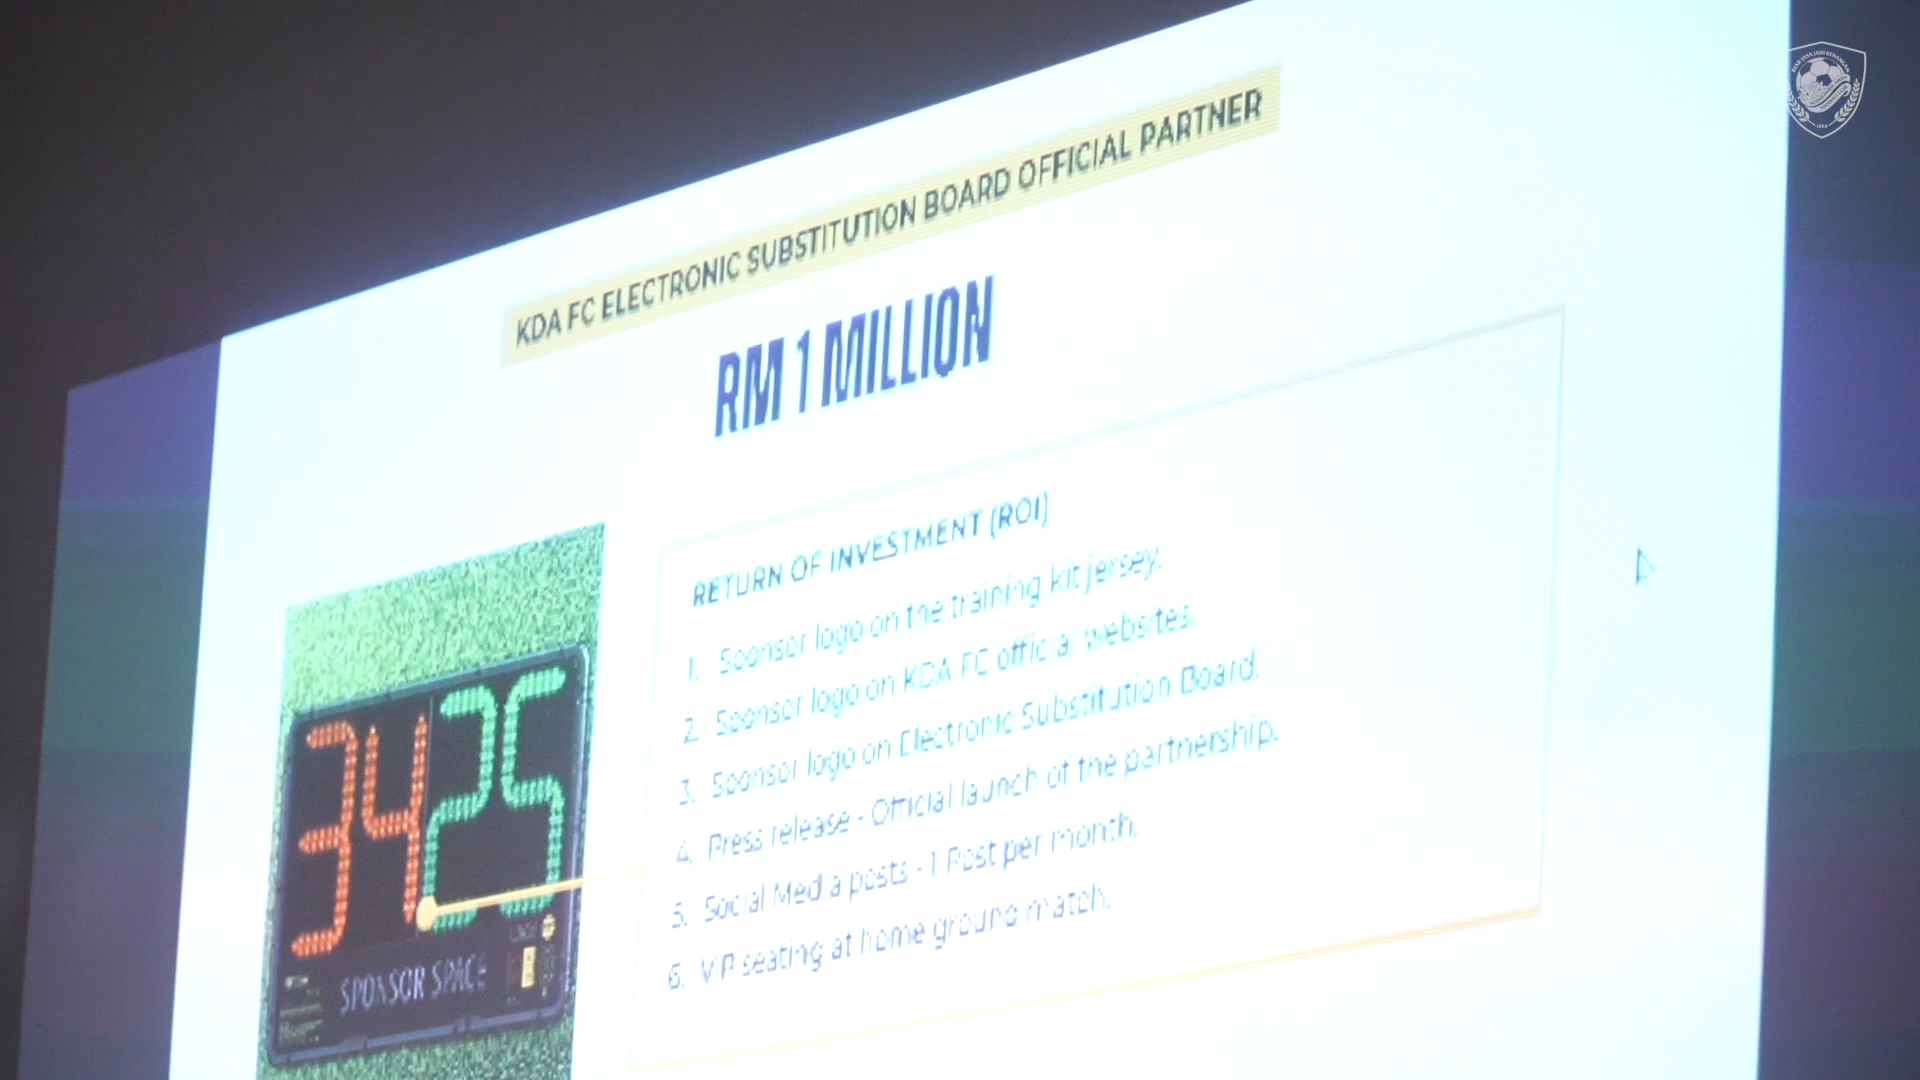 KDA FC ELECTRONIC SUBSTITUTION BOARD OFFICIAL PARTNER
RM 1 MILLION
RETURN OF INVESTMENT (ROI)
1. Sponsor logo on the training kit jersey.
2. Sponsor logo on KDA FC official websites.
3. Sponsor logo on Electronic Substitution Board.
4. Press release - Official launch of the partnership.
5. Social Media posts - 1 Post per month.
6. VIP seating at home ground match.
34 25
SPONSOR SPACE